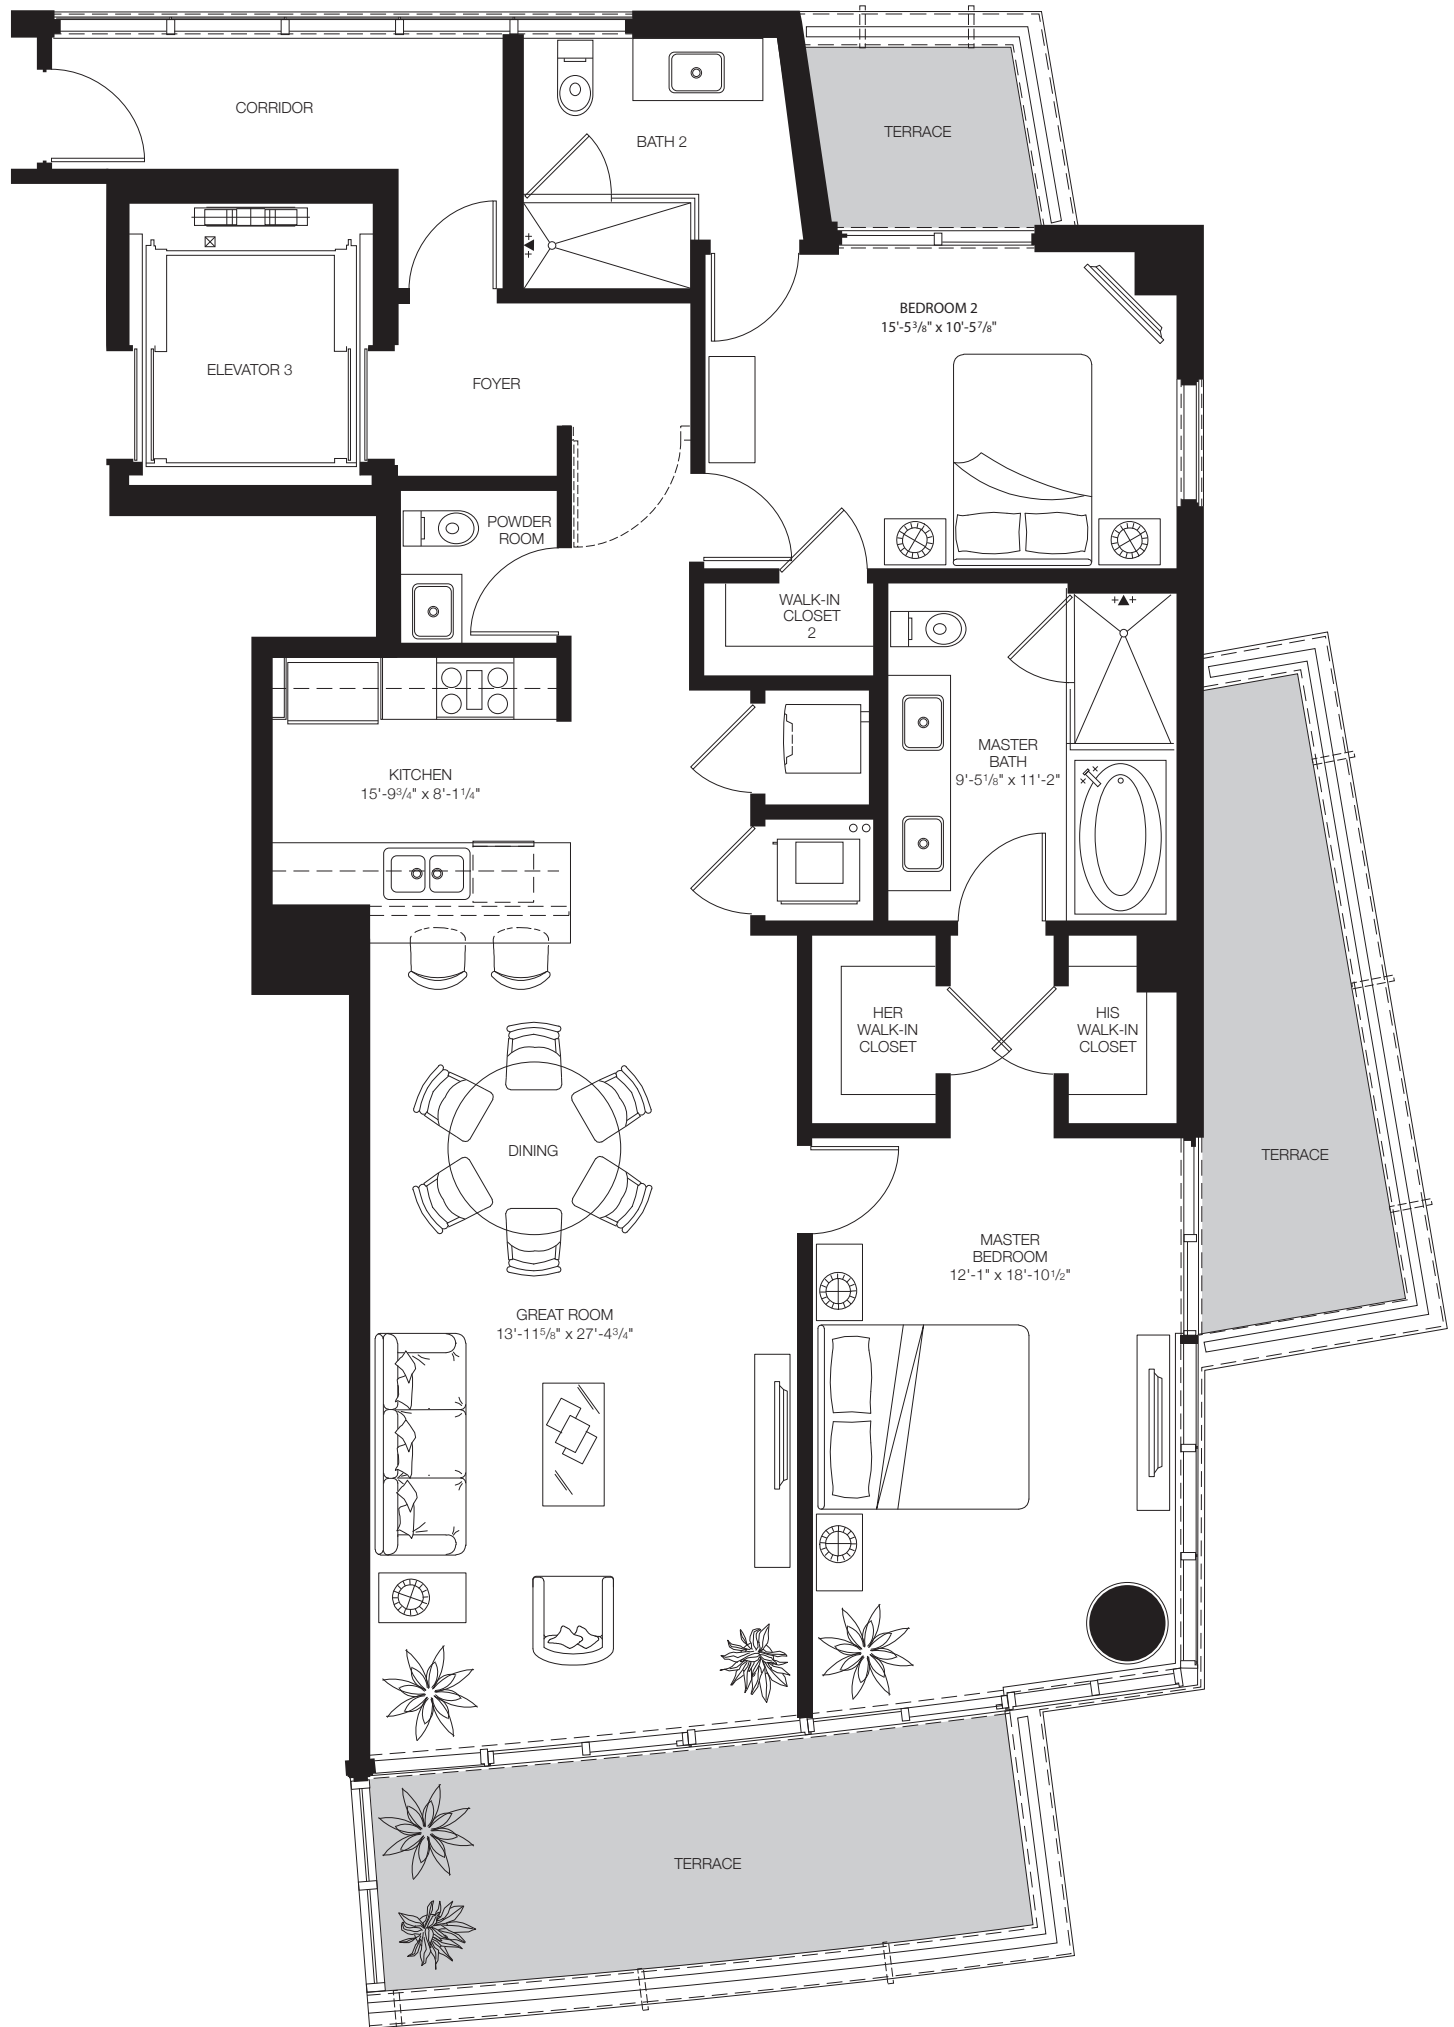 CORRIDOR
BATH 2
TERRACE
BEDROOM 2
15'-5³/₈" x 10'-5⁷/₈"
ELEVATOR 3
FOYER
POWDER
ROOM
WALK-IN
CLOSET
2
KITCHEN
15'-9³/₄" x 8'-1¹/₄"
MASTER
BATH
9'-5¹/₈" x 11'-2"
HER
WALK-IN
CLOSET
HIS
WALK-IN
CLOSET
DINING
TERRACE
MASTER
BEDROOM
12'-1" x 18'-10¹/₂"
GREAT ROOM
13'-11⁵/₈" x 27'-4³/₄"
TERRACE